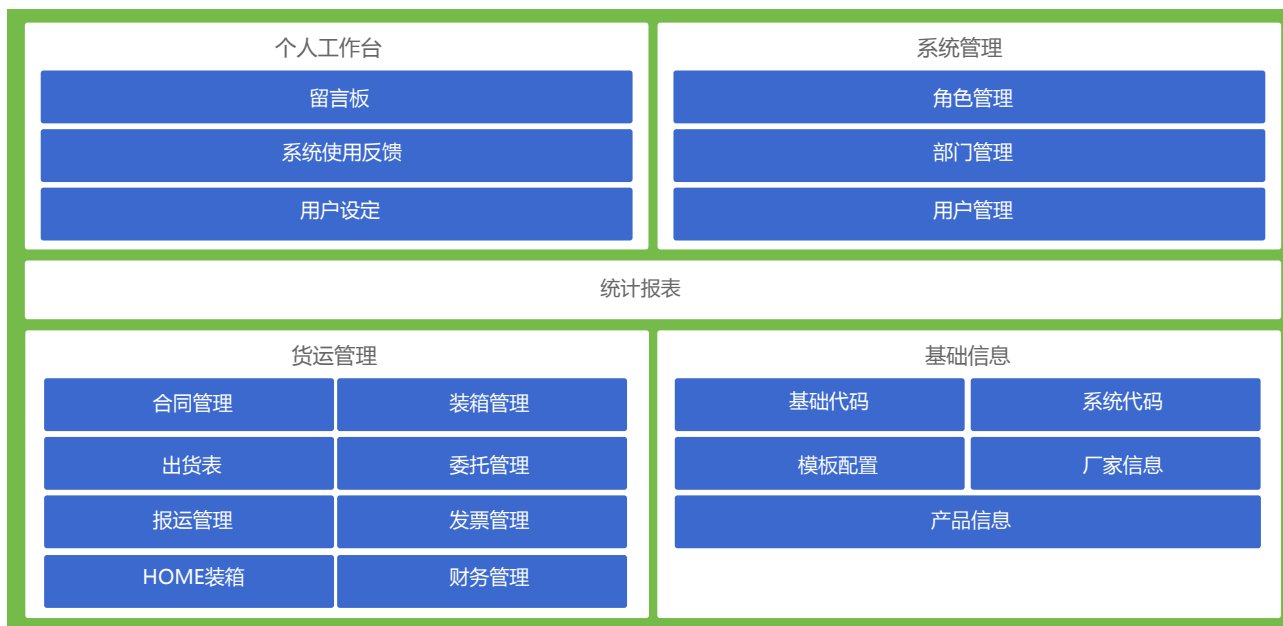 个人工作台
留言板
系统使用反馈
用户设定
系统管理
角色管理
部门管理
用户管理
统计报表
货运管理
合同管理
装箱管理
出货表
委托管理
报运管理
发票管理
HOME装箱
财务管理
基础信息
基础代码
系统代码
模板配置
厂家信息
产品信息